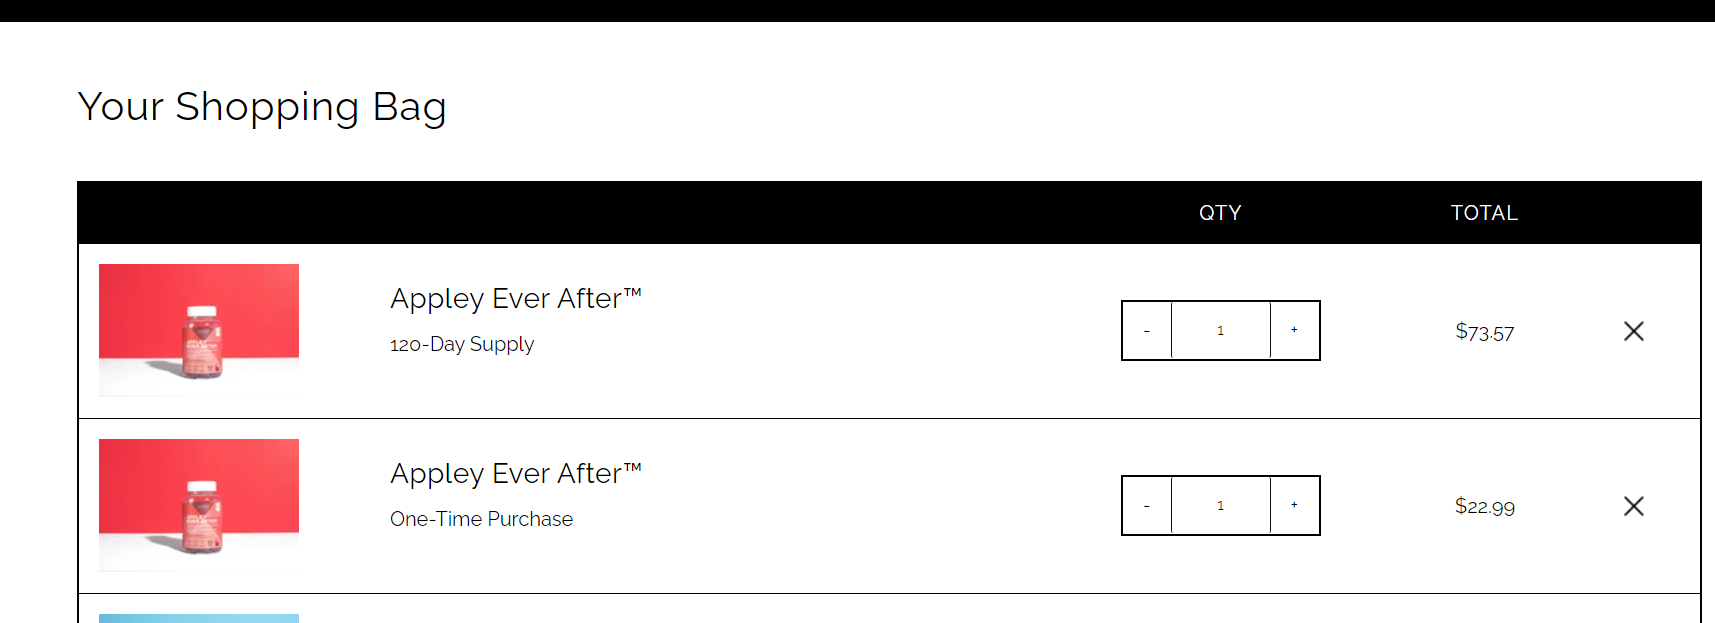 Your Shopping Bag
QTY TOTAL
Appley Ever After™
120-Day Supply
- 1 + $73.57
Appley Ever After™
One-Time Purchase
- 1 + $22.99